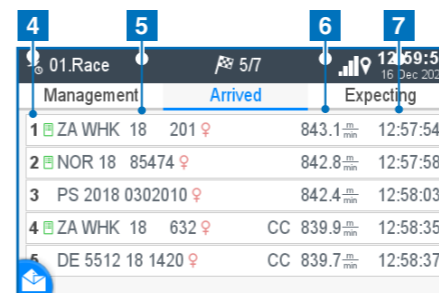 4 5 6 7
01.Race 5/7 12:59:5
16 Dec 202
Management Arrived Expecting
1 ZA WHK 18 201 ♀ 843.1 m/min 12:57:54
2 NOR 18 85474 ♀ 842.8 m/min 12:57:58
3 PS 2018 0302010 ♀ 842.4 m/min 12:58:03
4 ZA WHK 18 632 ♀ CC 839.9 m/min 12:58:35
5 DE 5512 18 1420 ♀ CC 839.7 m/min 12:58:37